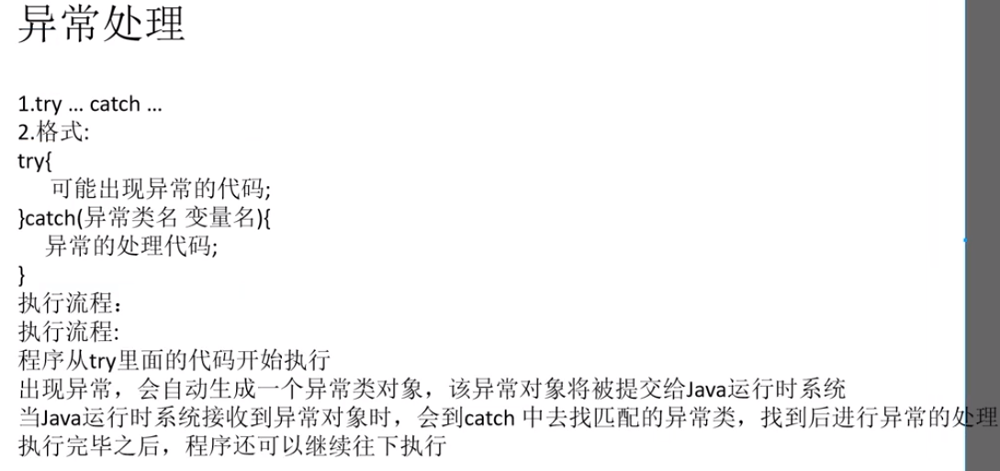 异常处理
1.try ... catch ...
2.格式:
try{
可能出现异常的代码;
}catch(异常类名 变量名){
异常的处理代码;
}
执行流程：
执行流程:
程序从try里面的代码开始执行
出现异常，会自动生成一个异常类对象，该异常对象将被提交给Java运行时系统
当Java运行时系统接收到异常对象时，会到catch 中去找匹配的异常类，找到后进行异常的处理
执行完毕之后，程序还可以继续往下执行